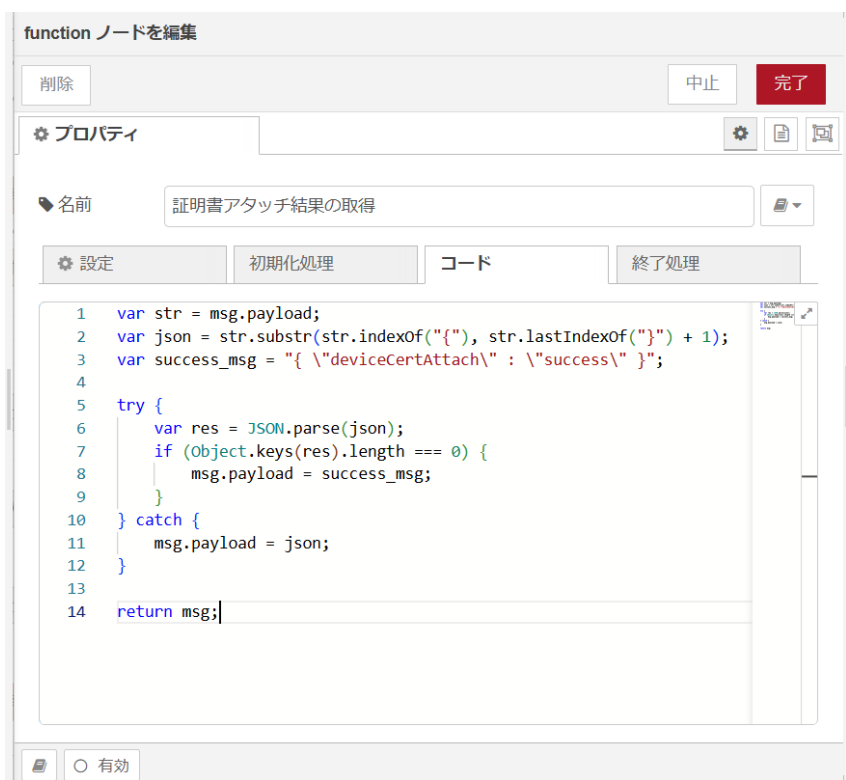 function ノードを編集
削除
中止
完了
プロパティ
名前
証明書アタッチ結果の取得
設定
初期化処理
コード
終了処理
1 var str = msg.payload;
2 var json = str.substr(str.indexOf("{"), str.lastIndexOf("}") + 1);
3 var success_msg = "{ \"deviceCertAttach\" : \"success\" }";
4
5 try {
6     var res = JSON.parse(json);
7     if (Object.keys(res).length === 0) {
8         msg.payload = success_msg;
9     }
10 } catch {
11     msg.payload = json;
12 }
13
14 return msg;
有効